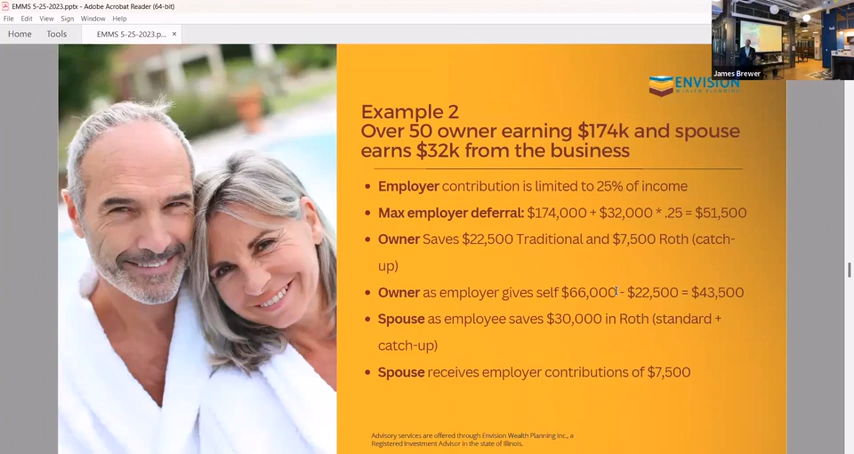 EMMS 5-25-2023.pptx - Adobe Acrobat Reader (64-bit)
File Edit View Sign Window Help
Home Tools EMMS 5-25-2023.p... ×
James Brewer
ENVISION
WEALTH PLANNING
Example 2
Over 50 owner earning $174k and spouse
earns $32k from the business
• Employer contribution is limited to 25% of income
• Max employer deferral: $174,000 + $32,000 * .25 = $51,500
• Owner Saves $22,500 Traditional and $7,500 Roth (catch-
up)
• Owner as employer gives self $66,000 - $22,500 = $43,500
• Spouse as employee saves $30,000 in Roth (standard +
catch-up)
• Spouse receives employer contributions of $7,500
Advisory services are offered through Envision Wealth Planning Inc., a
Registered Investment Advisor in the state of Illinois.